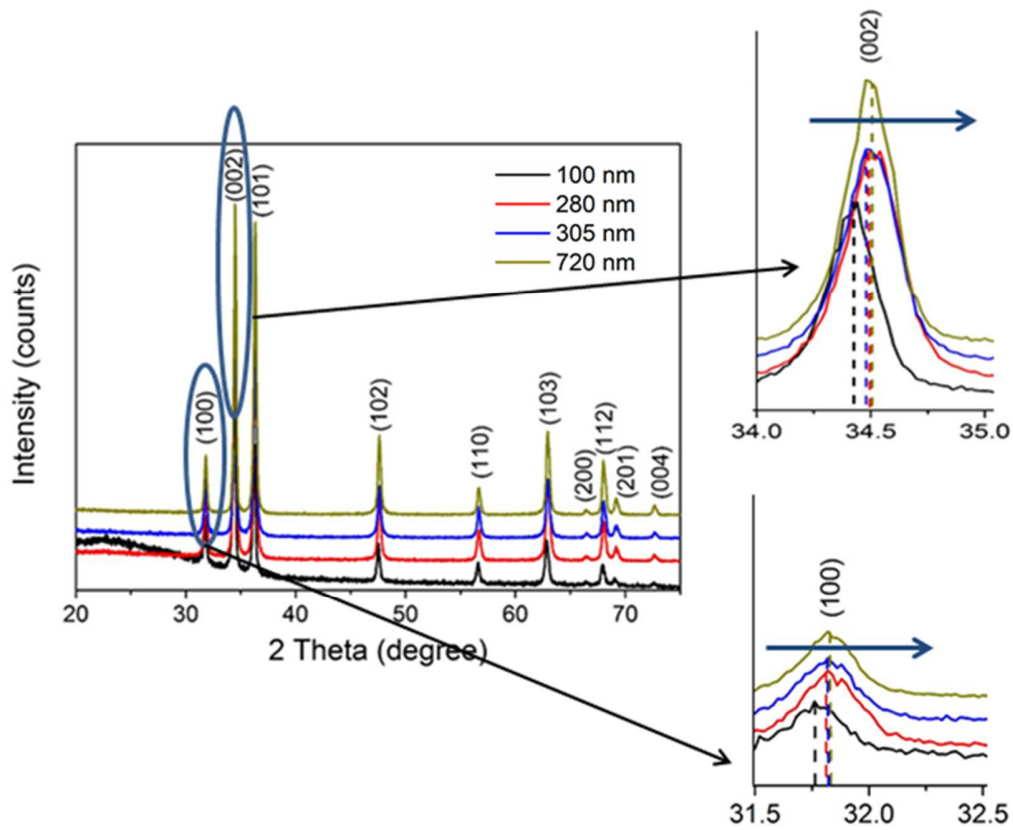 (002)
34.0 34.5 35.0
Intensity (counts)
(100)
(002)
(101)
(102)
(110)
(103)
(200)
(112)
(201)
(004)
100 nm
280 nm
305 nm
720 nm
20 30 40 50 60 70
2 Theta (degree)
(100)
31.5 32.0 32.5